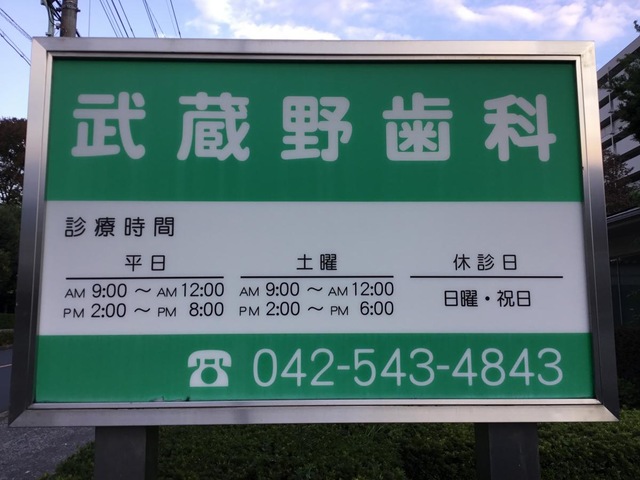 武蔵野歯科
診療時間
平日 土曜 休診日
AM 9:00 ～ AM 12:00 AM 9:00 ～ AM 12:00 日曜・祝日
PM 2:00 ～ PM 8:00 PM 2:00 ～ PM 6:00
☎ 042-543-4843